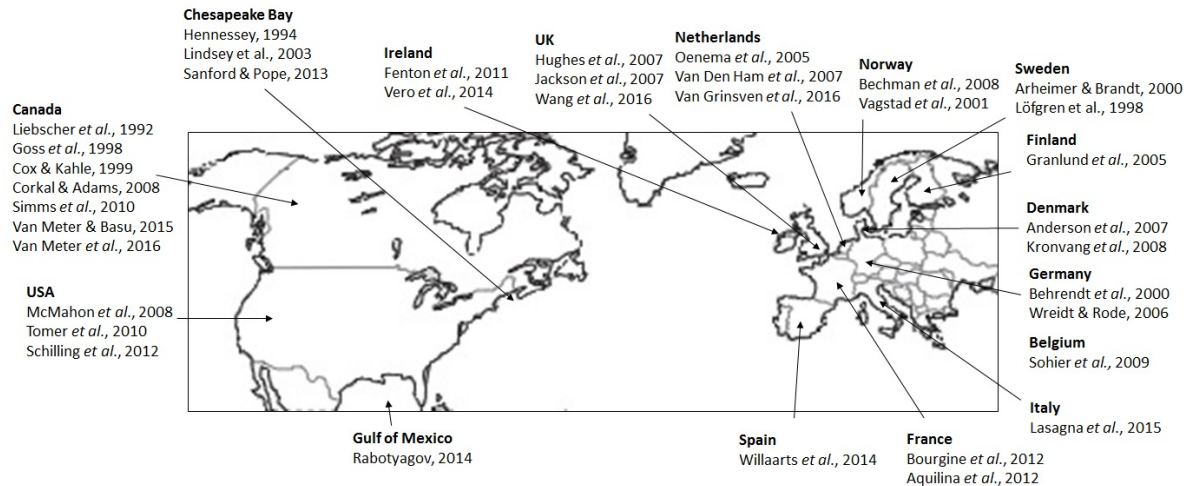 Chesapeake Bay
Hennessey, 1994
Lindsey et al., 2003
Sanford & Pope, 2013
Ireland
Fenton et al., 2011
Vero et al., 2014
UK
Hughes et al., 2007
Jackson et al., 2007
Wang et al., 2016
Netherlands
Oenema et al., 2005
Van Den Ham et al., 2007
Van Grinsven et al., 2016
Norway
Bechman et al., 2008
Vagstad et al., 2001
Sweden
Arheimer & Brandt, 2000
Löfgren et al., 1998
Canada
Liebscher et al., 1992
Goss et al., 1998
Cox & Kahle, 1999
Corkal & Adams, 2008
Simms et al., 2010
Van Meter & Basu, 2015
Van Meter et al., 2016
Finland
Granlund et al., 2005
Denmark
Anderson et al., 2007
Kronvang et al., 2008
USA
McMahon et al., 2008
Tomer et al., 2010
Schilling et al., 2012
Germany
Behrendt et al., 2000
Wreidt & Rode, 2006
Belgium
Sohier et al., 2009
Italy
Lasagna et al., 2015
Gulf of Mexico
Rabotyagov, 2014
Spain
Willaarts et al., 2014
France
Bourgine et al., 2012
Aquilina et al., 2012